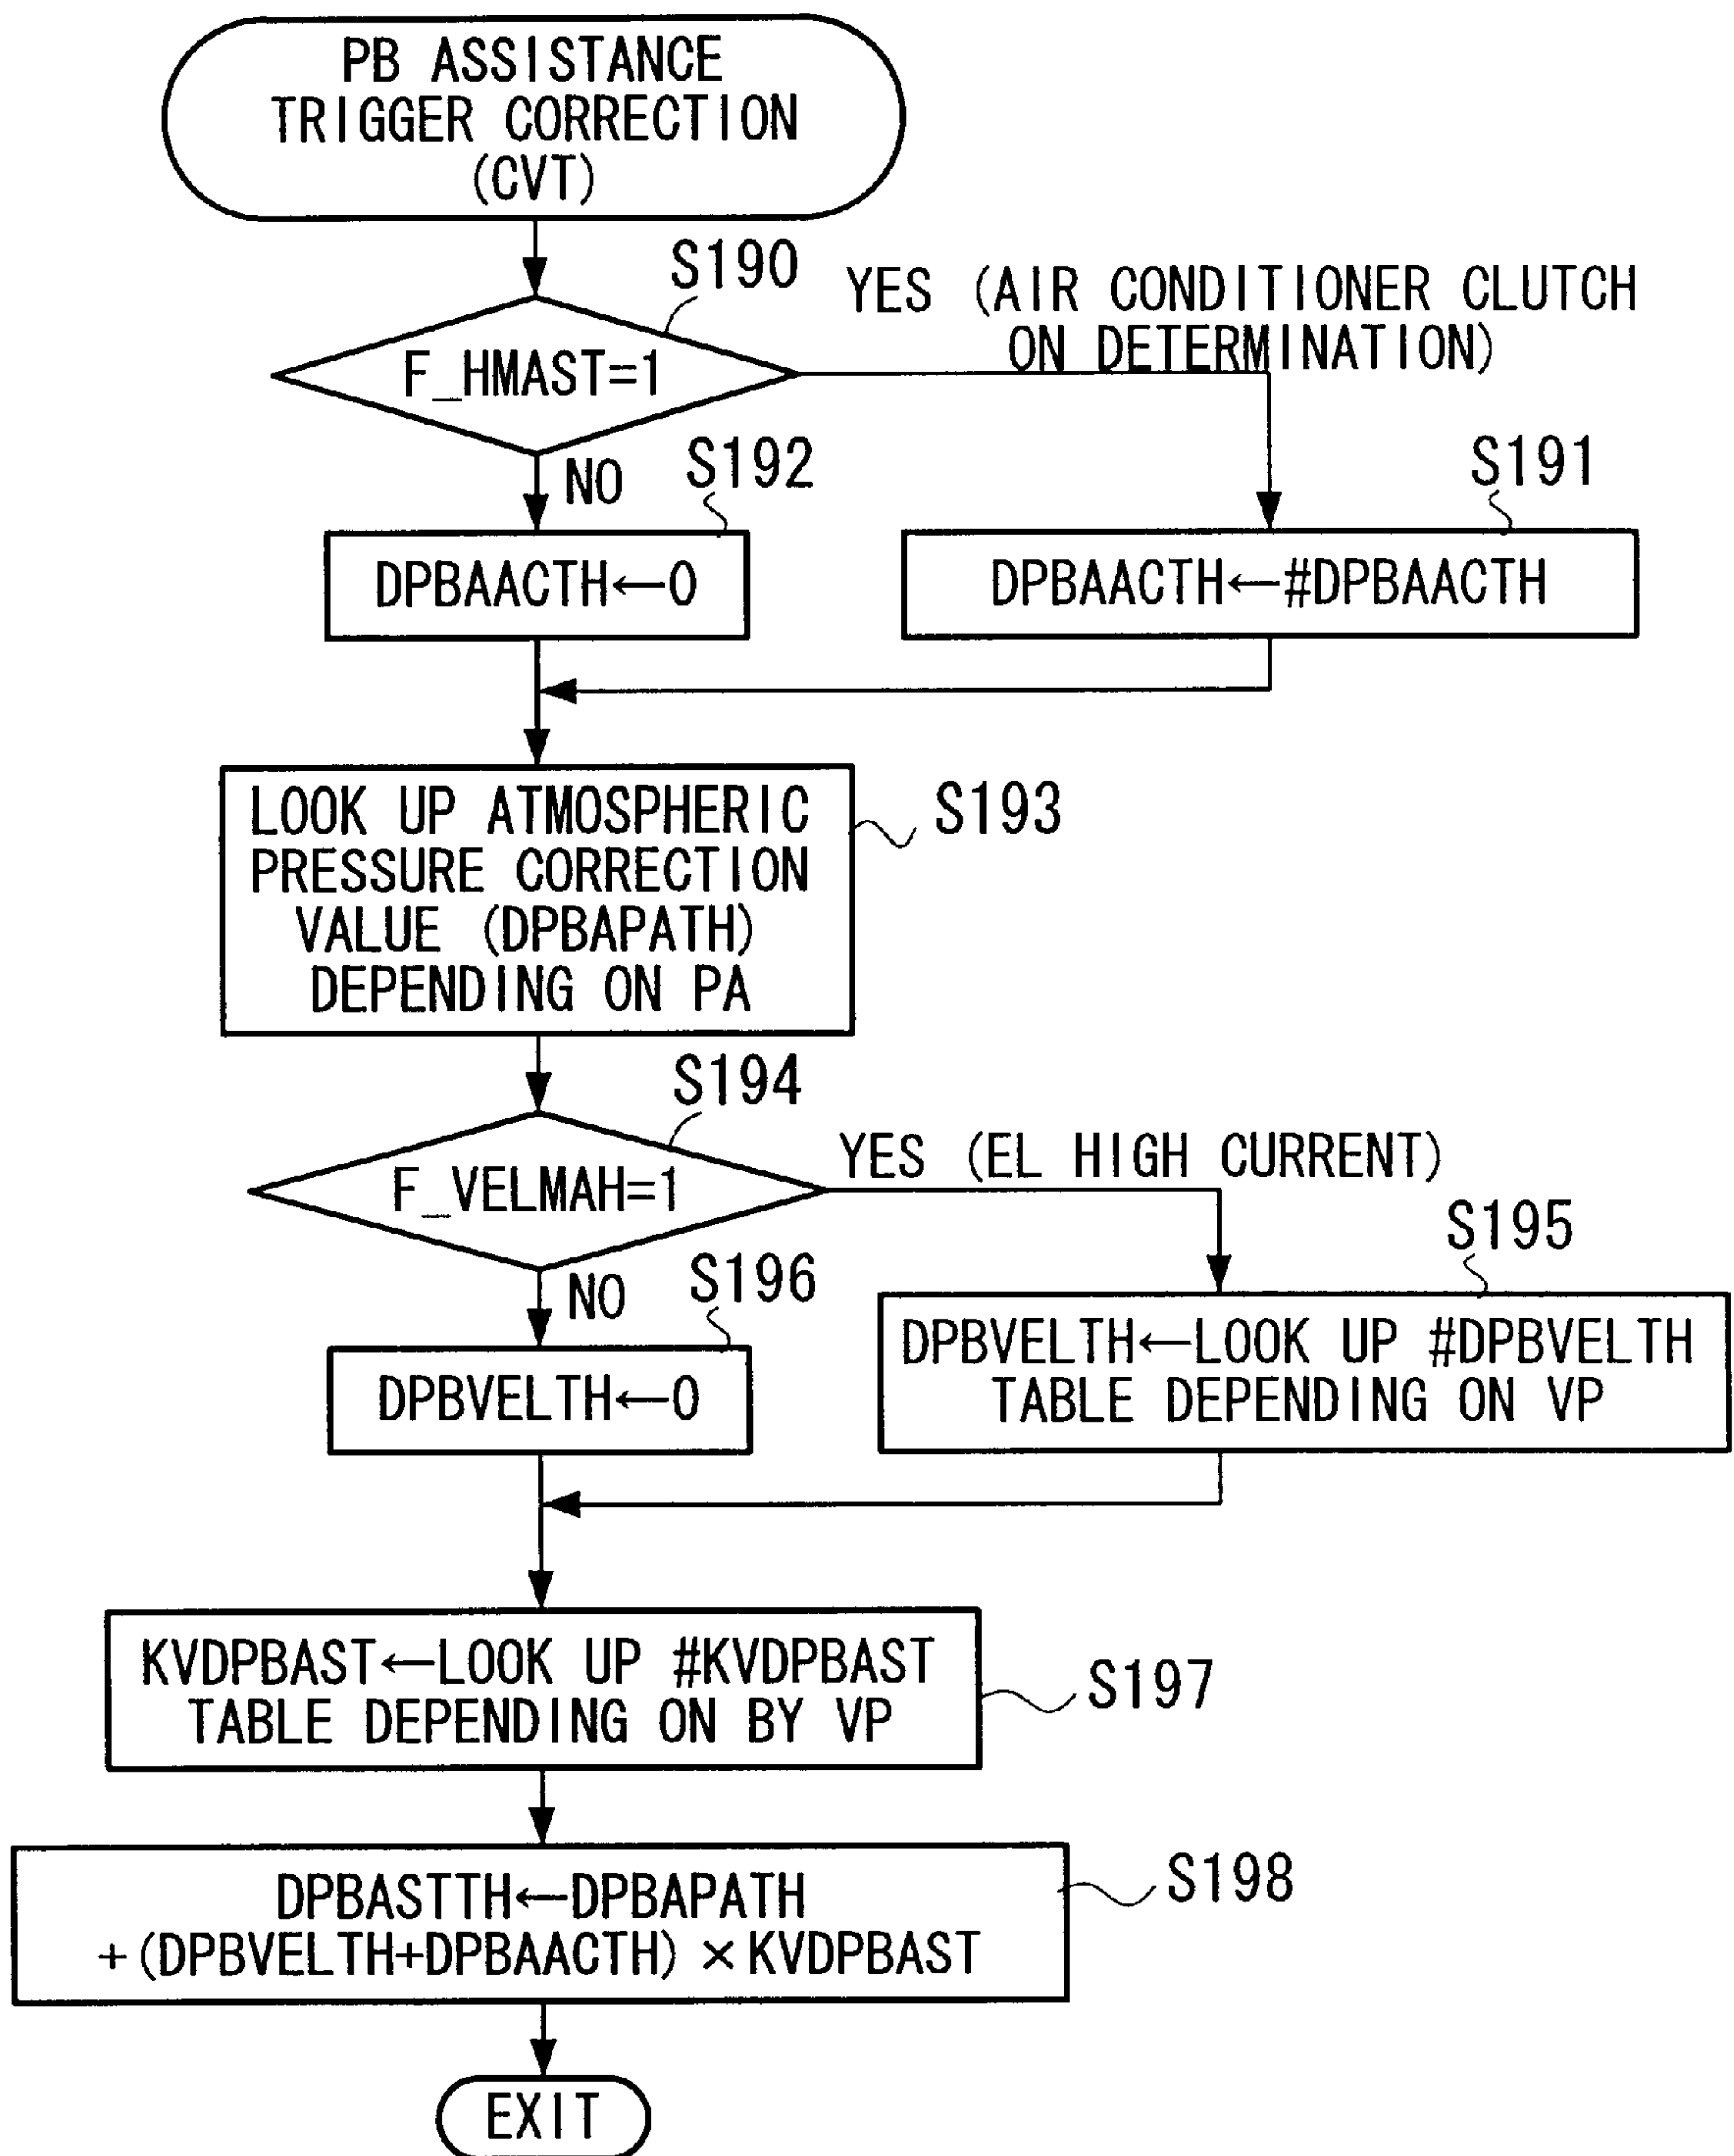 PB ASSISTANCE
TRIGGER CORRECTION
(CVT)
S190
YES (AIR CONDITIONER CLUTCH
ON DETERMINATION)
F_HMAST=1
NO
S192
S191
DPBAACTH←0
DPBAACTH←#DPBAACTH
LOOK UP ATMOSPHERIC
PRESSURE CORRECTION
VALUE (DPBAPATH)
DEPENDING ON PA
S193
S194
YES (EL HIGH CURRENT)
F_VELMAH=1
NO
S196
S195
DPBVELTH←0
DPBVELTH←LOOK UP #DPBVELTH
TABLE DEPENDING ON VP
KVDPBAST←LOOK UP #KVDPBAST
TABLE DEPENDING ON BY VP
S197
DPBASTTH←DPBAPATH
+(DPBVELTH+DPBAACTH)×KVDPBAST
S198
EXIT